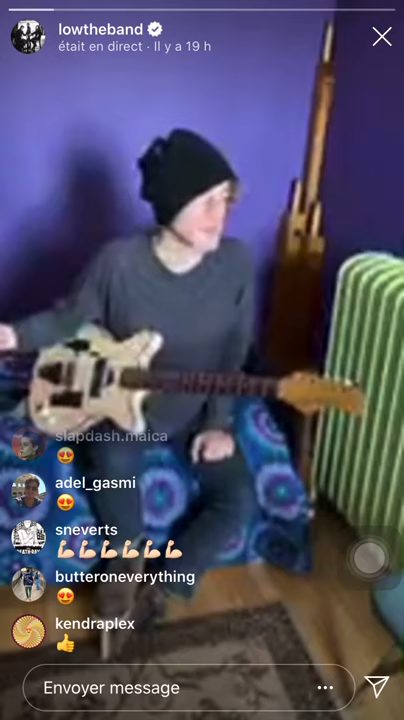 lowtheband
était en direct · Il y a 19 h
slapdash.maica
😍
adel_gasmi
😍
sneverts
💪🏻💪🏻💪🏻💪🏻💪🏻💪🏻
butteroneverything
😍
kendraplex
👍
Envoyer message